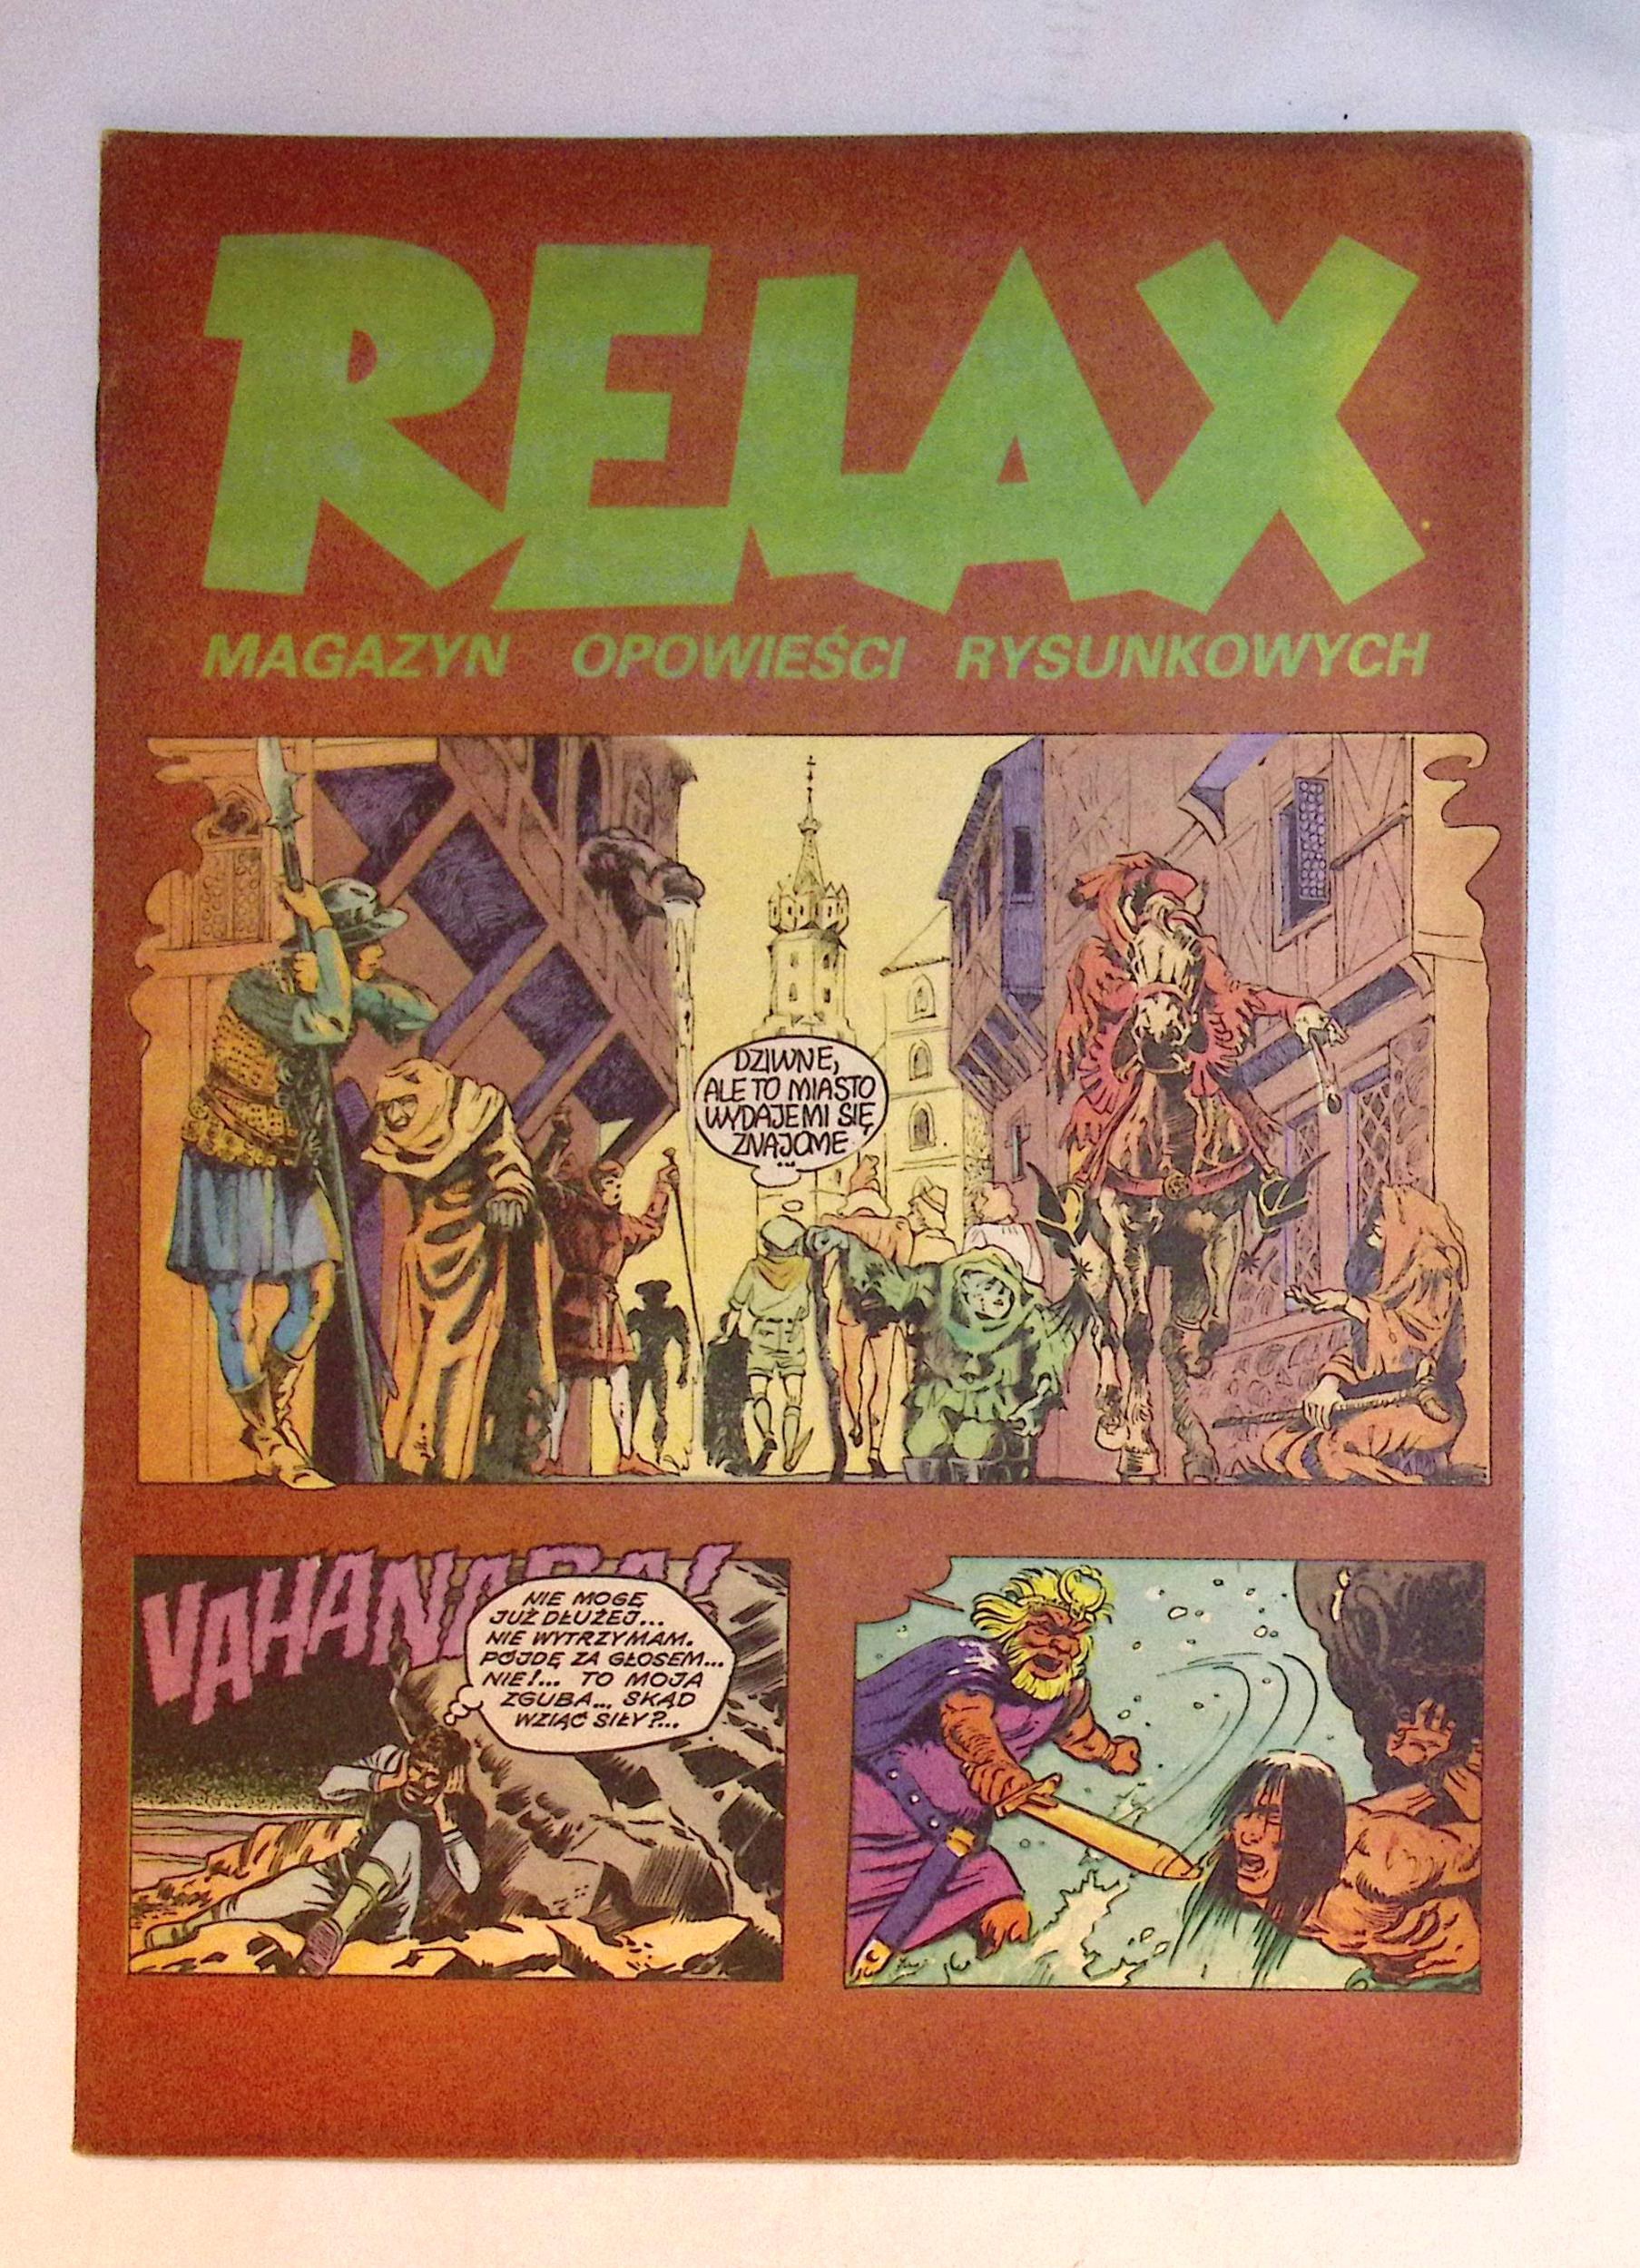 RELAX
MAGAZYN OPOWIEŚCI RYSUNKOWYCH
DZIWNE,
ALE TO MIASTO
WYDAJE MI SIĘ
ZNAJOME
...
NIE MOGĘ
JUŻ DŁUŻEJ...
NIE WYTRZYMAM.
PÓJDĘ ZA GŁOSEM...
NIE!... TO MOJA
ZGUBA... SKĄD
WZIĄĆ SIŁY?...